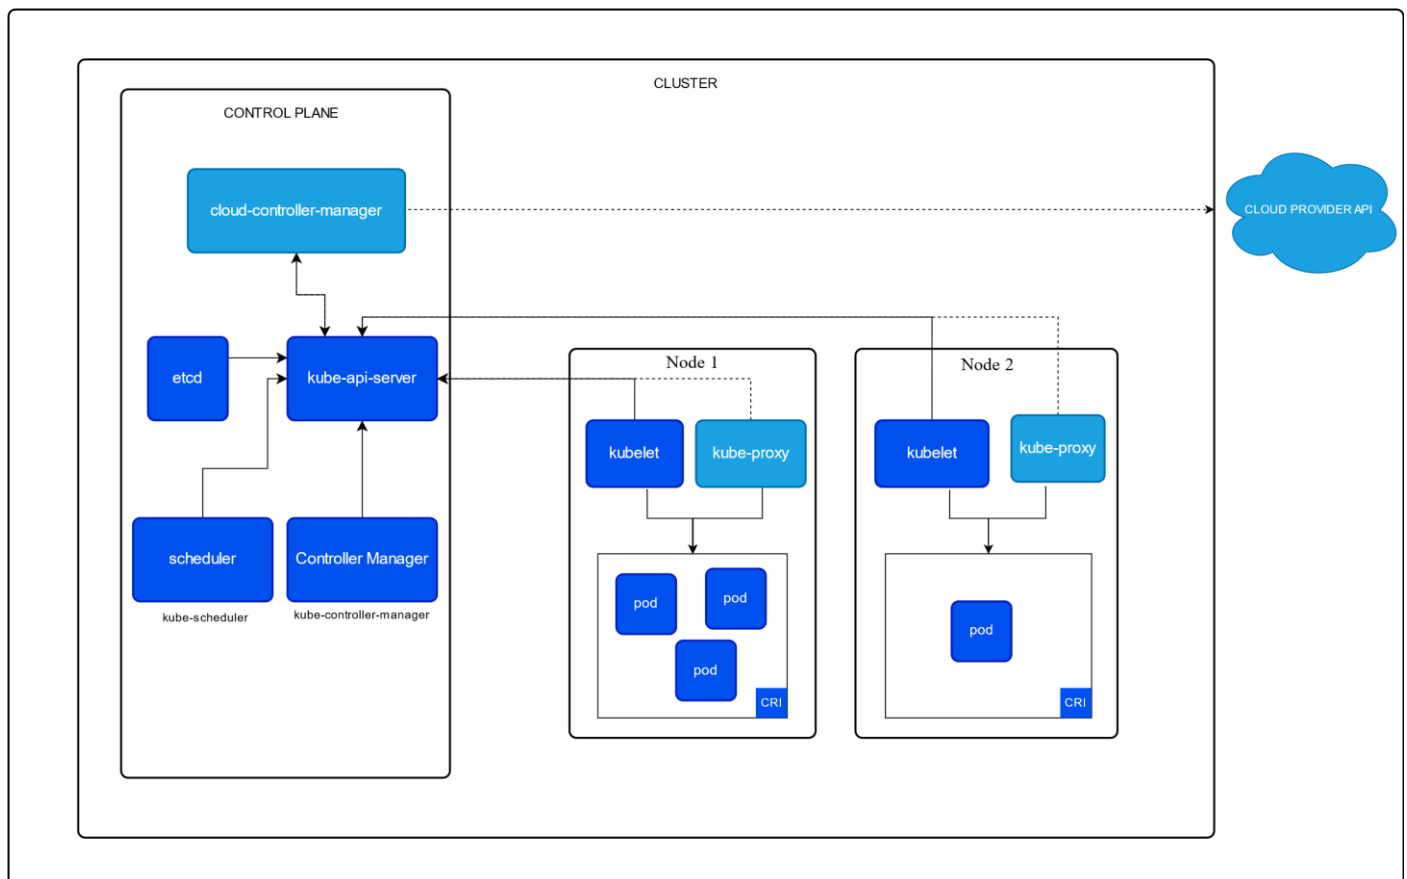 CLUSTER
CONTROL PLANE
cloud-controller-manager
CLOUD PROVIDER API
etcd
kube-api-server
scheduler
kube-scheduler
Controller Manager
kube-controller-manager
Node 1
kubelet
kube-proxy
pod
pod
pod
CRI
Node 2
kubelet
kube-proxy
pod
CRI